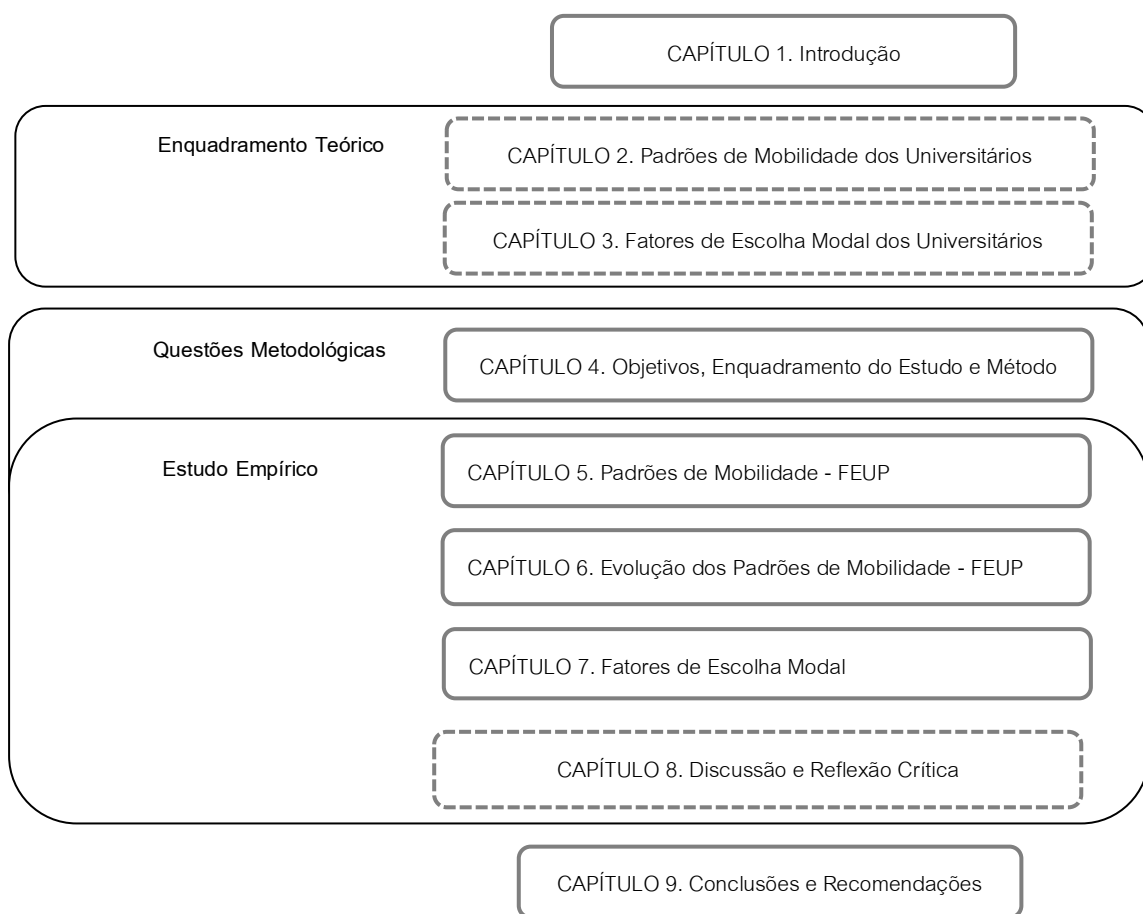 CAPÍTULO 1. Introdução
Enquadramento Teórico
CAPÍTULO 2. Padrões de Mobilidade dos Universitários
CAPÍTULO 3. Fatores de Escolha Modal dos Universitários
Questões Metodológicas
CAPÍTULO 4. Objetivos, Enquadramento do Estudo e Método
Estudo Empírico
CAPÍTULO 5. Padrões de Mobilidade - FEUP
CAPÍTULO 6. Evolução dos Padrões de Mobilidade - FEUP
CAPÍTULO 7. Fatores de Escolha Modal
CAPÍTULO 8. Discussão e Reflexão Crítica
CAPÍTULO 9. Conclusões e Recomendações